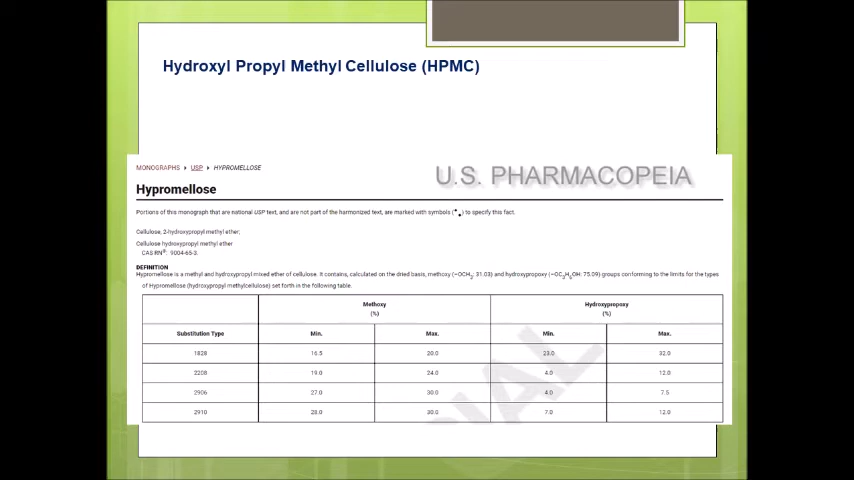 Hydroxyl Propyl Methyl Cellulose (HPMC)
MONOGRAPHS ▸ USP ▸ HYPROMELLOSE
U.S. PHARMACOPEIA
Hypromellose
Portions of this monograph that are national USP text, and are not part of the harmonized text, are marked with symbols (◆◆) to specify this fact.
Cellulose, 2-hydroxypropyl methyl ether;
Cellulose hydroxypropyl methyl ether
CAS RN®: 9004-65-3.
DEFINITION
Hypromellose is a methyl and hydroxypropyl mixed ether of cellulose. It contains, calculated on the dried basis, methoxy (–OCH3: 31.03) and hydroxypropoxy (–OC3H6OH: 75.09) groups conforming to the limits for the types
of Hypromellose (hydroxypropyl methylcellulose) set forth in the following table.
Methoxy Hydroxypropoxy
(%) (%)
Substitution Type Min. Max. Min. Max.
1828 16.5 20.0 23.0 32.0
2208 19.0 24.0 4.0 12.0
2906 27.0 30.0 4.0 7.5
2910 28.0 30.0 7.0 12.0